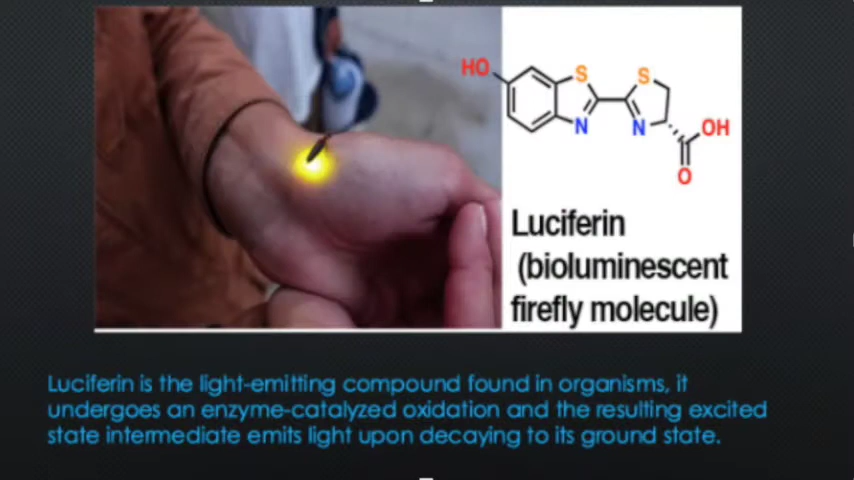 HO
S
S
N
N
OH
O
Luciferin
(bioluminescent
firefly molecule)
Luciferin is the light-emitting compound found in organisms, it
undergoes an enzyme-catalyzed oxidation and the resulting excited
state intermediate emits light upon decaying to its ground state.